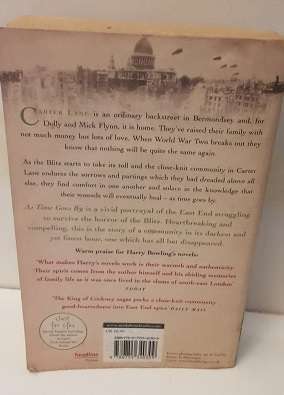 CARTER LANE is an ordinary backstreet in Bermondsey and, for
Dolly and Mick Flynn, it is home. They've raised their family with
not much money but lots of love. When World War Two breaks out they
know that nothing will be quite the same again.
As the Blitz starts to take its toll and the close-knit community in Carter
Lane endures the sorrows and partings which they had dreaded above all
else, they find comfort in one another and solace in the knowledge that
their wounds will eventually heal – as time goes by.
As Time Goes By is a vivid portrayal of the East End struggling
to survive the horror of the Blitz. Heartbreaking and
compelling, this is the story of a community in its darkest and
yet finest hour, one which has all but disappeared.
Warm praise for Harry Bowling's novels:
'What makes Harry's novels work is their warmth and authenticity.
Their spirit comes from the author himself and his abiding memories
of family life as it was once lived in the slums of south-east London'
TODAY
'The King of Cockney sagas packs a close-knit community
good-heartedness into East End epics' DAILY MAIL
just
for you
headline